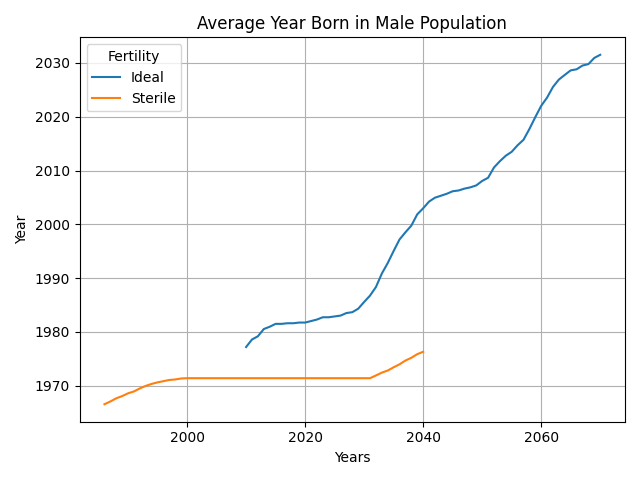 Average Year Born in Male Population
Fertility
Ideal
Sterile
Year
2030
2020
2010
2000
1990
1980
1970
2000
2020
2040
2060
Years